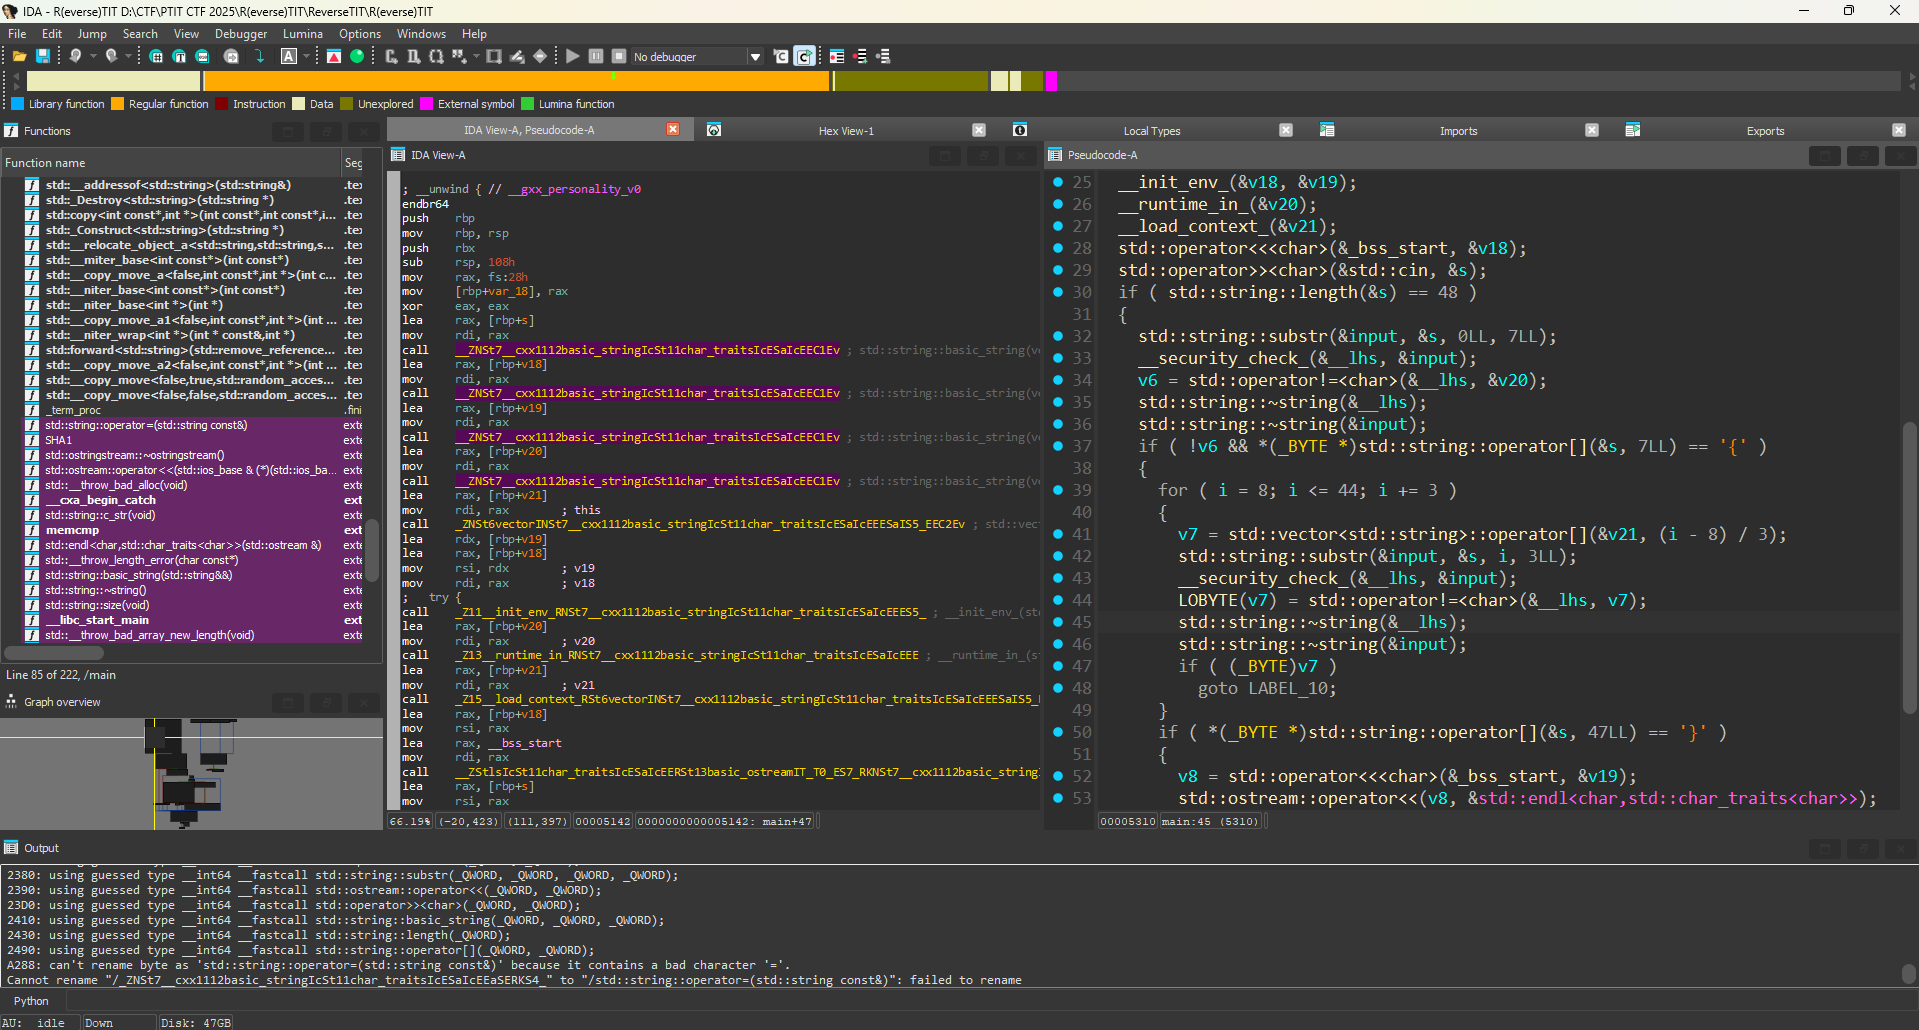 IDA - R(everse)TIT D:\CTF\PTIT CTF 2025\R(everse)TIT\ReverseTIT\R(everse)TIT
File Edit Jump Search View Debugger Lumina Options Windows Help
No debugger
Library function Regular function Instruction Data Unexplored External symbol Lumina function
Functions
Function name Seg
std::__addressof<std::string>(std::string&) .tex
std::_Destroy<std::string>(std::string *) .tex
std::copy<int const*,int *>(int const*,int const*,i... .tex
std::_Construct<std::string>(std::string *) .tex
std::__relocate_object_a<std::string,std::string,s... .tex
std::__miter_base<int const*>(int const*) .tex
std::__copy_move_a<false,int const*,int *>(int c... .tex
std::__niter_base<int const*>(int const*) .tex
std::__niter_base<int *>(int *) .tex
std::__copy_move_a1<false,int const*,int *>(int ... .tex
std::__niter_wrap<int *>(int * const&,int *) .tex
std::forward<std::string>(std::remove_reference... .tex
std::__copy_move_a2<false,int const*,int *>(int ... .tex
std::__copy_move<false,true,std::random_acces... .tex
std::__copy_move<false,false,std::random_acces... .tex
_term_proc .fini
std::string::operator=(std::string const&) exte
SHA1 exte
std::ostringstream::~ostringstream() exte
std::ostream::operator<<(std::ios_base & (*)(std::ios_ba... exte
std::__throw_bad_alloc(void) exte
__cxa_begin_catch ext
std::string::c_str(void) exte
memcmp ext
std::endl<char,std::char_traits<char>>(std::ostream &) exte
std::__throw_length_error(char const*) exte
std::string::basic_string(std::string&&) exte
std::string::~string() exte
std::string::size(void) exte
__libc_start_main ext
std::__throw_bad_array_new_length(void) exte
Line 85 of 222, /main
Graph overview
IDA View-A, Pseudocode-A Hex View-1 Local Types Imports Exports
IDA View-A
; __unwind { // __gxx_personality_v0
endbr64
push rbp
mov rbp, rsp
push rbx
sub rsp, 108h
mov rax, fs:28h
mov [rbp+var_18], rax
xor eax, eax
lea rax, [rbp+s]
mov rdi, rax
call __ZNSt7__cxx1112basic_stringIcSt11char_traitsIcESaIcEEC1Ev ; std::string::basic_string(vo
lea rax, [rbp+v18]
mov rdi, rax
call __ZNSt7__cxx1112basic_stringIcSt11char_traitsIcESaIcEEC1Ev ; std::string::basic_string(vo
lea rax, [rbp+v19]
mov rdi, rax
call __ZNSt7__cxx1112basic_stringIcSt11char_traitsIcESaIcEEC1Ev ; std::string::basic_string(vo
lea rax, [rbp+v20]
mov rdi, rax
call __ZNSt7__cxx1112basic_stringIcSt11char_traitsIcESaIcEEC1Ev ; std::string::basic_string(vo
lea rax, [rbp+v21]
mov rdi, rax ; this
call _ZNSt6vectorINSt7__cxx1112basic_stringIcSt11char_traitsIcESaIcEEESaIS5_EEC2Ev ; std::vect
lea rdx, [rbp+v19]
lea rax, [rbp+v18]
mov rsi, rdx ; v19
mov rdi, rax ; v18
; try {
call _Z11__init_env_RNSt7__cxx1112basic_stringIcSt11char_traitsIcESaIcEEES5_ ; __init_env_(std
lea rax, [rbp+v20]
mov rdi, rax ; v20
call _Z13__runtime_in_RNSt7__cxx1112basic_stringIcSt11char_traitsIcESaIcEEE ; __runtime_in_(s
lea rax, [rbp+v21]
mov rdi, rax ; v21
call _Z15__load_context_RSt6vectorINSt7__cxx1112basic_stringIcSt11char_traitsIcESaIcEEESaIS5_
lea rax, [rbp+v18]
mov rsi, rax
lea rax, __bss_start
mov rdi, rax
call __ZStlsIcSt11char_traitsIcESaIcEERSt13basic_ostreamIT_T0_ES7_RKNSt7__cxx1112basic_string
lea rax, [rbp+s]
mov rsi, rax
66.19% (-20,423) (111,397) 00005142 0000000000005142: main+47
Pseudocode-A
25 __init_env_(&v18, &v19);
26 __runtime_in_(&v20);
27 __load_context_(&v21);
28 std::operator<<<char>(&_bss_start, &v18);
29 std::operator>><char>(&std::cin, &s);
30 if ( std::string::length(&s) == 48 )
31 {
32 std::string::substr(&input, &s, 0LL, 7LL);
33 __security_check_(&__lhs, &input);
34 v6 = std::operator!=<char>(&__lhs, &v20);
35 std::string::~string(&__lhs);
36 std::string::~string(&input);
37 if ( !v6 && *(_BYTE *)std::string::operator[](&s, 7LL) == '{' )
38 {
39 for ( i = 8; i <= 44; i += 3 )
40 {
41 v7 = std::vector<std::string>::operator[](&v21, (i - 8) / 3);
42 std::string::substr(&input, &s, i, 3LL);
43 __security_check_(&__lhs, &input);
44 LOBYTE(v7) = std::operator!=<char>(&__lhs, v7);
45 std::string::~string(&__lhs);
46 std::string::~string(&input);
47 if ( (_BYTE)v7 )
48 goto LABEL_10;
49 }
50 if ( *(_BYTE *)std::string::operator[](&s, 47LL) == '}' )
51 {
52 v8 = std::operator<<<char>(&_bss_start, &v19);
53 std::ostream::operator<<(v8, &std::endl<char,std::char_traits<char>>);
00005310 main:45 (5310)
Output
2380: using guessed type __int64 __fastcall std::string::substr(_QWORD, _QWORD, _QWORD, _QWORD);
2390: using guessed type __int64 __fastcall std::ostream::operator<<(_QWORD, _QWORD);
23D0: using guessed type __int64 __fastcall std::operator>><char>(_QWORD, _QWORD);
2410: using guessed type __int64 __fastcall std::string::basic_string(_QWORD, _QWORD, _QWORD);
2430: using guessed type __int64 __fastcall std::string::length(_QWORD);
2490: using guessed type __int64 __fastcall std::string::operator[](_QWORD, _QWORD);
A288: can't rename byte as 'std::string::operator=(std::string const&)' because it contains a bad character '='.
Cannot rename "/_ZNSt7__cxx1112basic_stringIcSt11char_traitsIcESaIcEEaSERKS4_" to "/std::string::operator=(std::string const&)": failed to rename
Python
AU: idle Down Disk: 47GB